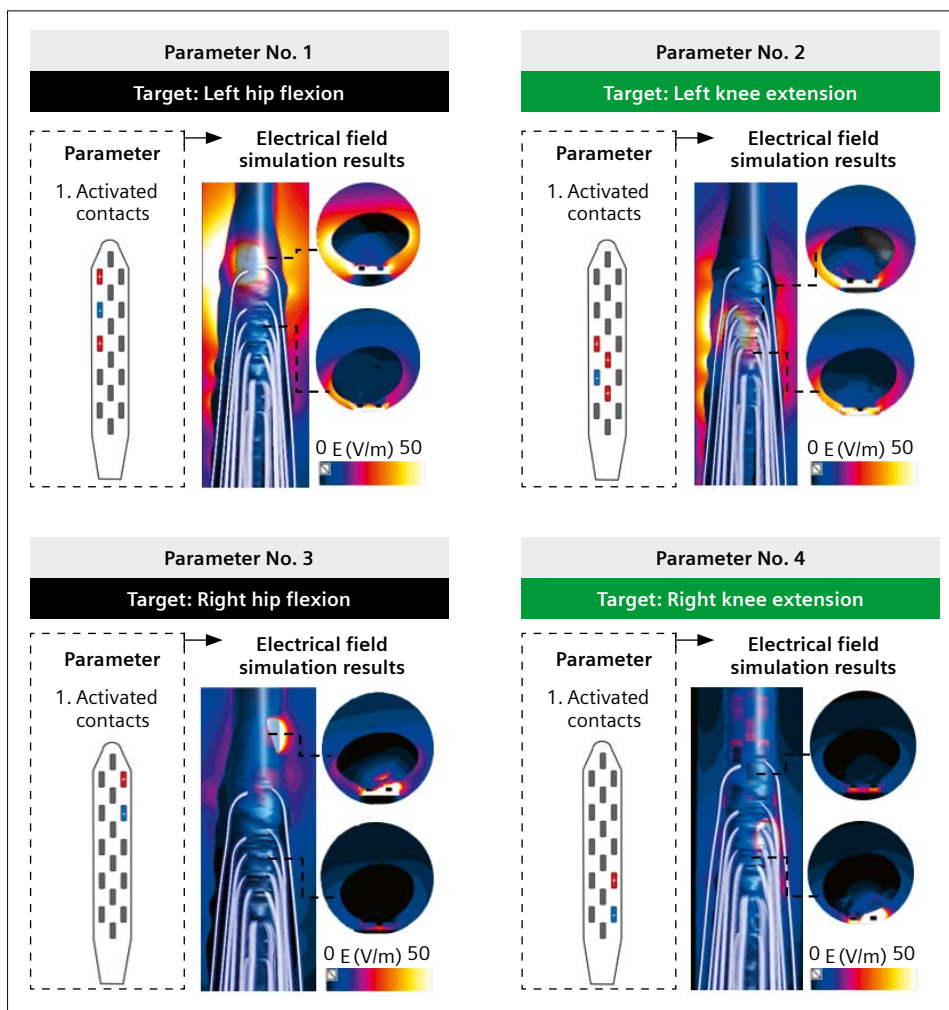 Parameter No. 1
Target: Left hip flexion
Parameter
1. Activated
contacts
Electrical field
simulation results
0 E (V/m) 50
Parameter No. 2
Target: Left knee extension
Parameter
1. Activated
contacts
Electrical field
simulation results
0 E (V/m) 50
Parameter No. 3
Target: Right hip flexion
Parameter
1. Activated
contacts
Electrical field
simulation results
0 E (V/m) 50
Parameter No. 4
Target: Right knee extension
Parameter
1. Activated
contacts
Electrical field
simulation results
0 E (V/m) 50